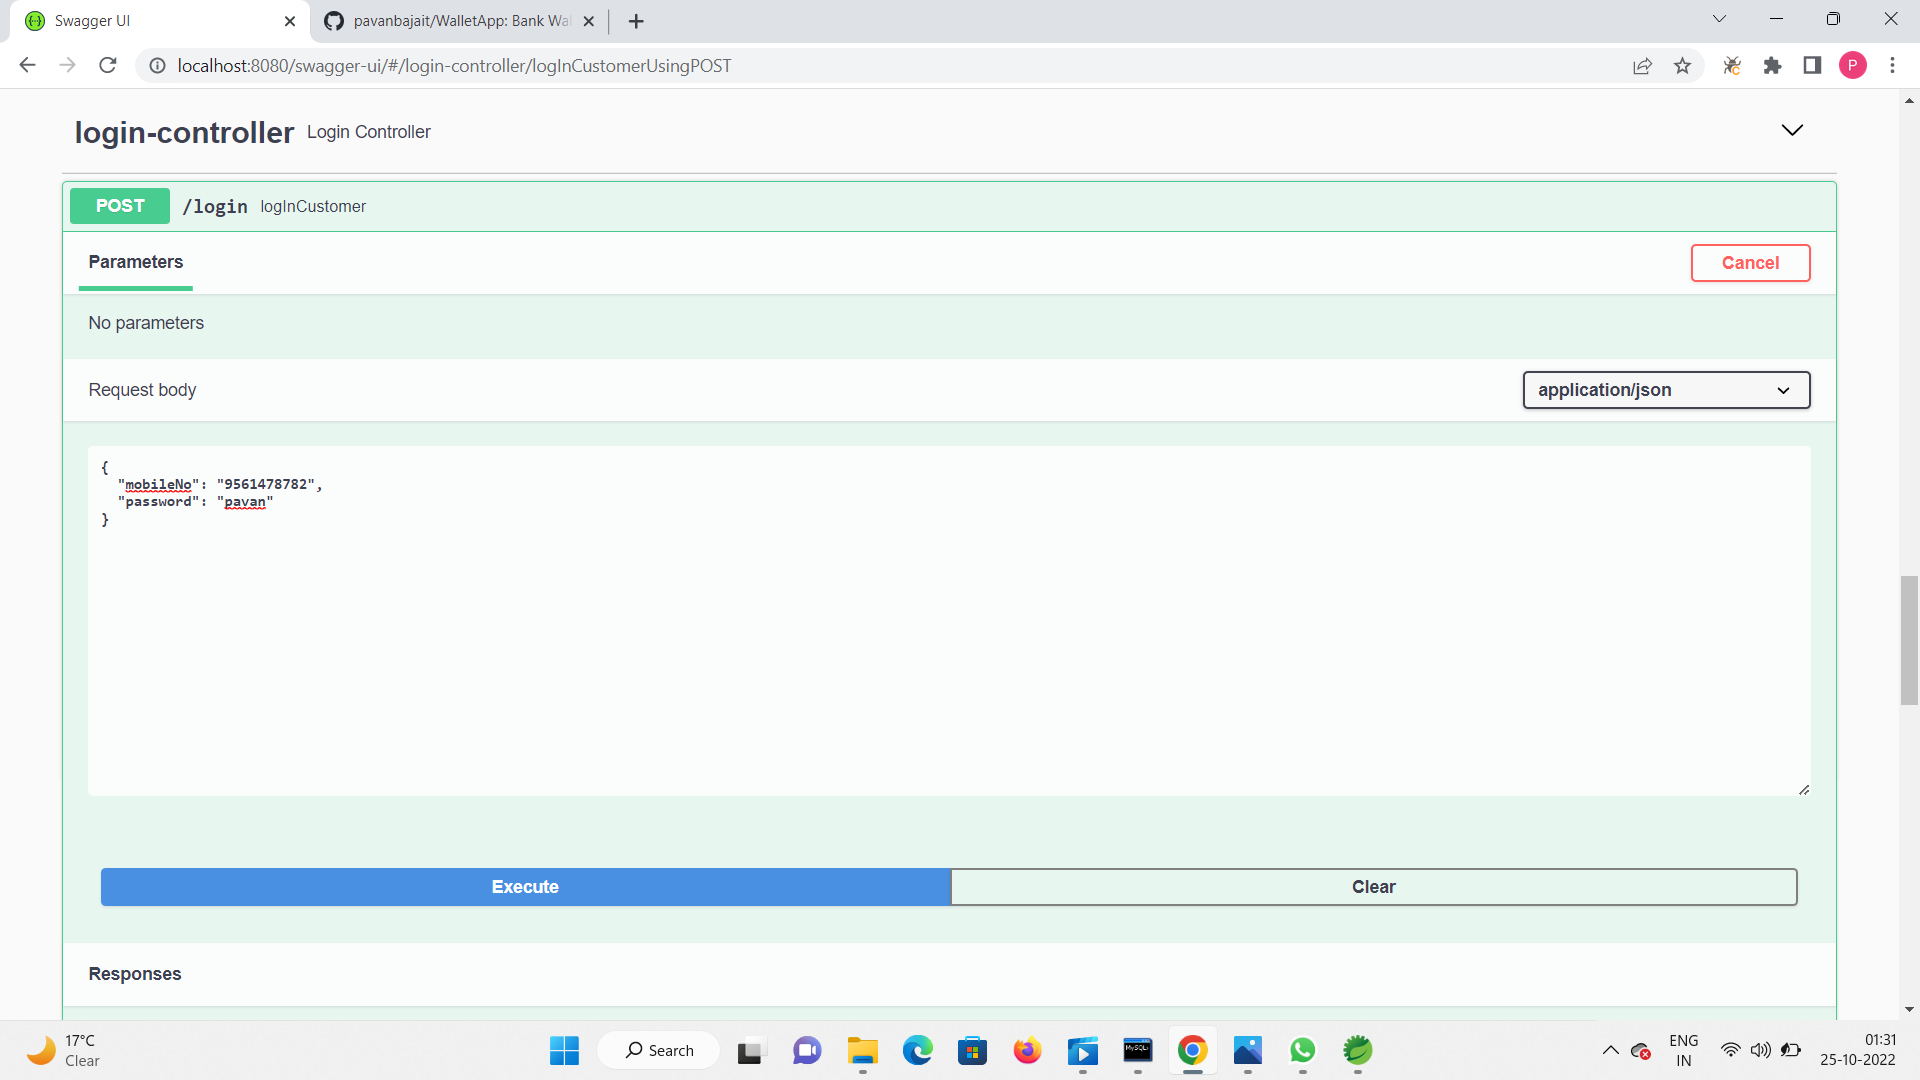 Swagger UI
pavanbajait/WalletApp: Bank Wal
localhost:8080/swagger-ui/#/login-controller/logInCustomerUsingPOST
P
login-controller Login Controller
POST /login logInCustomer
Parameters
Cancel
No parameters
Request body
application/json
{
"mobileNo": "9561478782",
"password": "pavan"
}
Execute
Clear
Responses
17°C
Clear
Search
MySQL
ENG
IN
01:31
25-10-2022